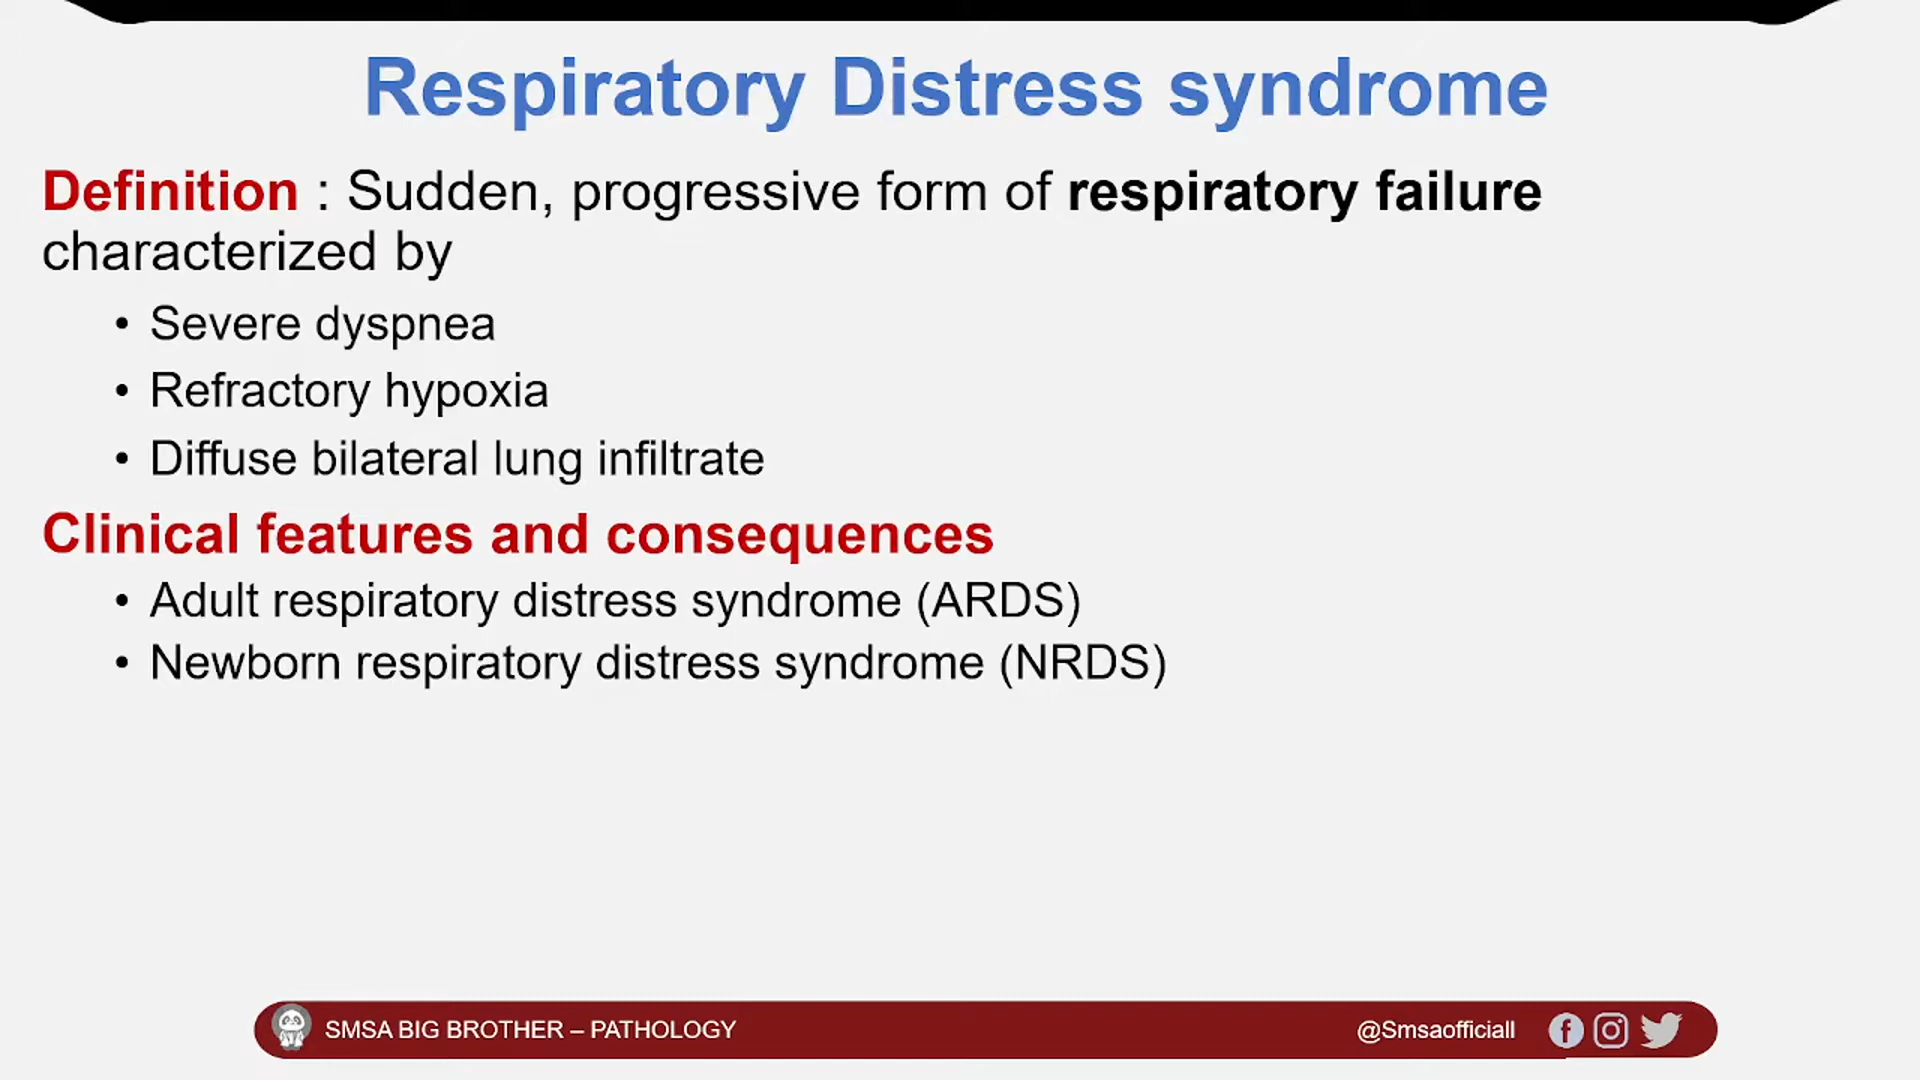 Respiratory Distress syndrome
Definition : Sudden, progressive form of respiratory failure
characterized by
• Severe dyspnea
• Refractory hypoxia
• Diffuse bilateral lung infiltrate
Clinical features and consequences
• Adult respiratory distress syndrome (ARDS)
• Newborn respiratory distress syndrome (NRDS)
SMSA BIG BROTHER – PATHOLOGY
@Smsaofficiall